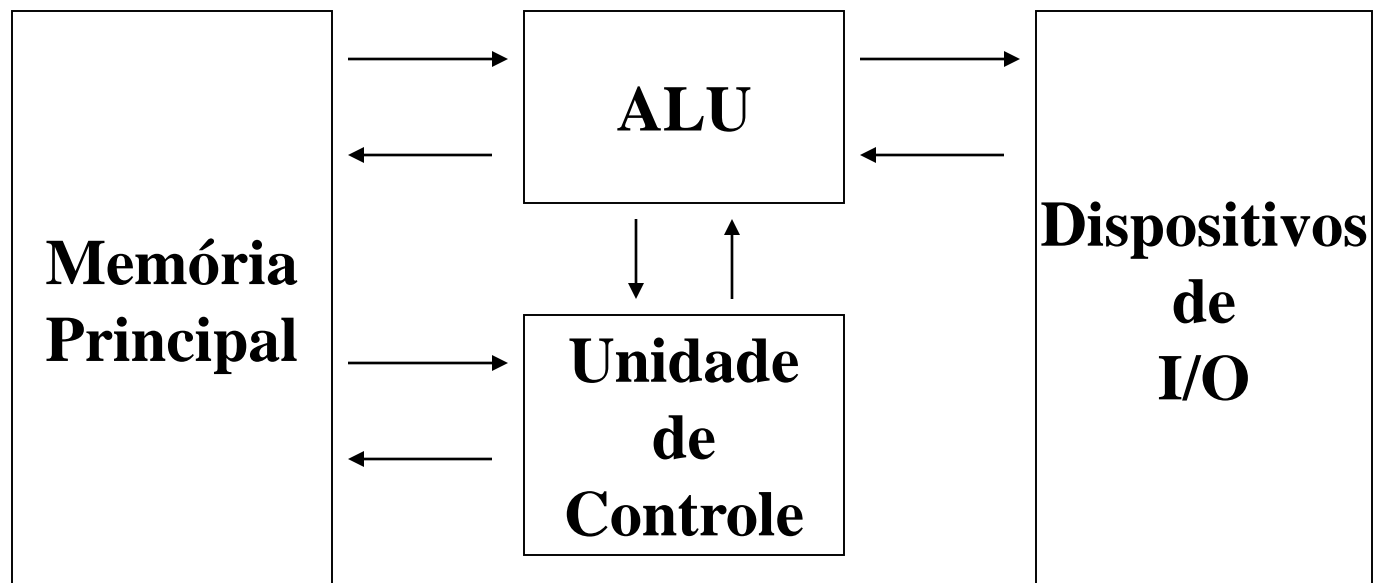 Memória
Principal
ALU
Unidade
de
Controle
Dispositivos
de
I/O